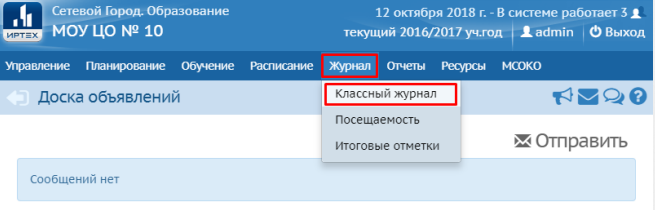 Сетевой Город. Образование
12 октября 2018 г. - В системе работает 3
ИРТЕХ
МОУ ЦО № 10
текущий 2016/2017 уч.год
admin
Выход
Управление Планирование Обучение Расписание Журнал Отчеты Ресурсы МСОКО
Доска объявлений
Классный журнал
Посещаемость
Итоговые отметки
Отправить
Сообщений нет